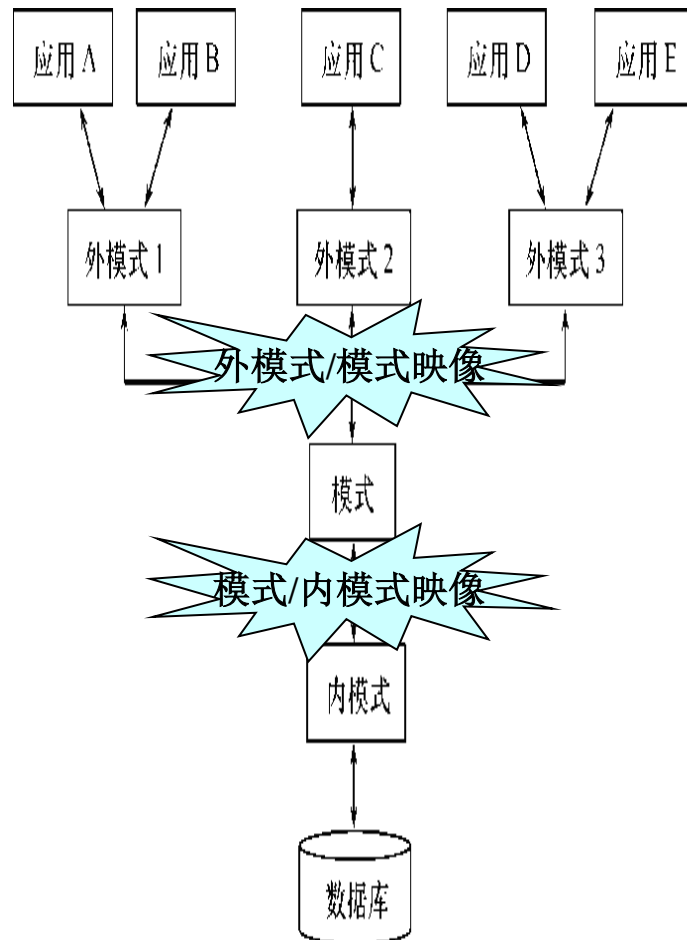 应用A 应用B 应用C 应用D 应用E
外模式1 外模式2 外模式3
外模式/模式映像
模式
模式/内模式映像
内模式
数据库